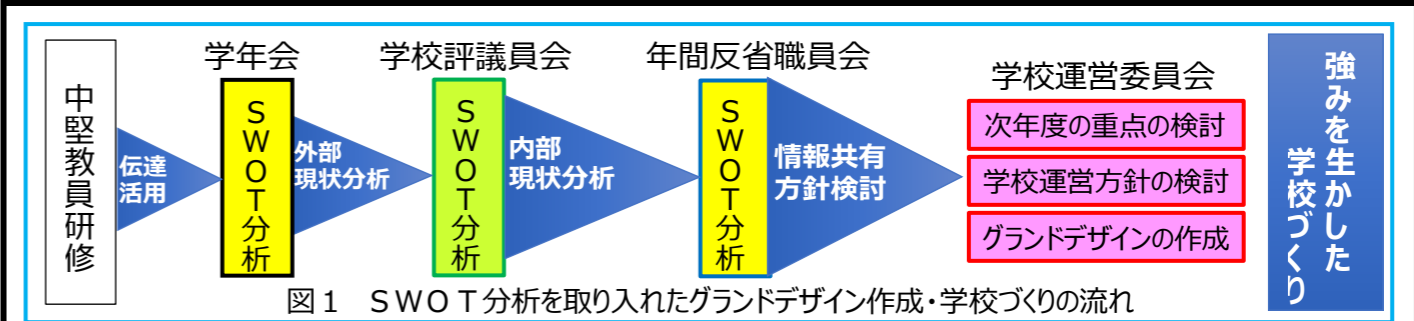 中堅教員研修
伝達
活用
学年会
SWOT分析
外部
現状分析
学校評議員会
SWOT分析
内部
現状分析
年間反省職員会
SWOT分析
情報共有
方針検討
学校運営委員会
次年度の重点の検討
学校運営方針の検討
グランドデザインの作成
強みを生かした
学校づくり
図1 SWOT分析を取り入れたグランドデザイン作成・学校づくりの流れ